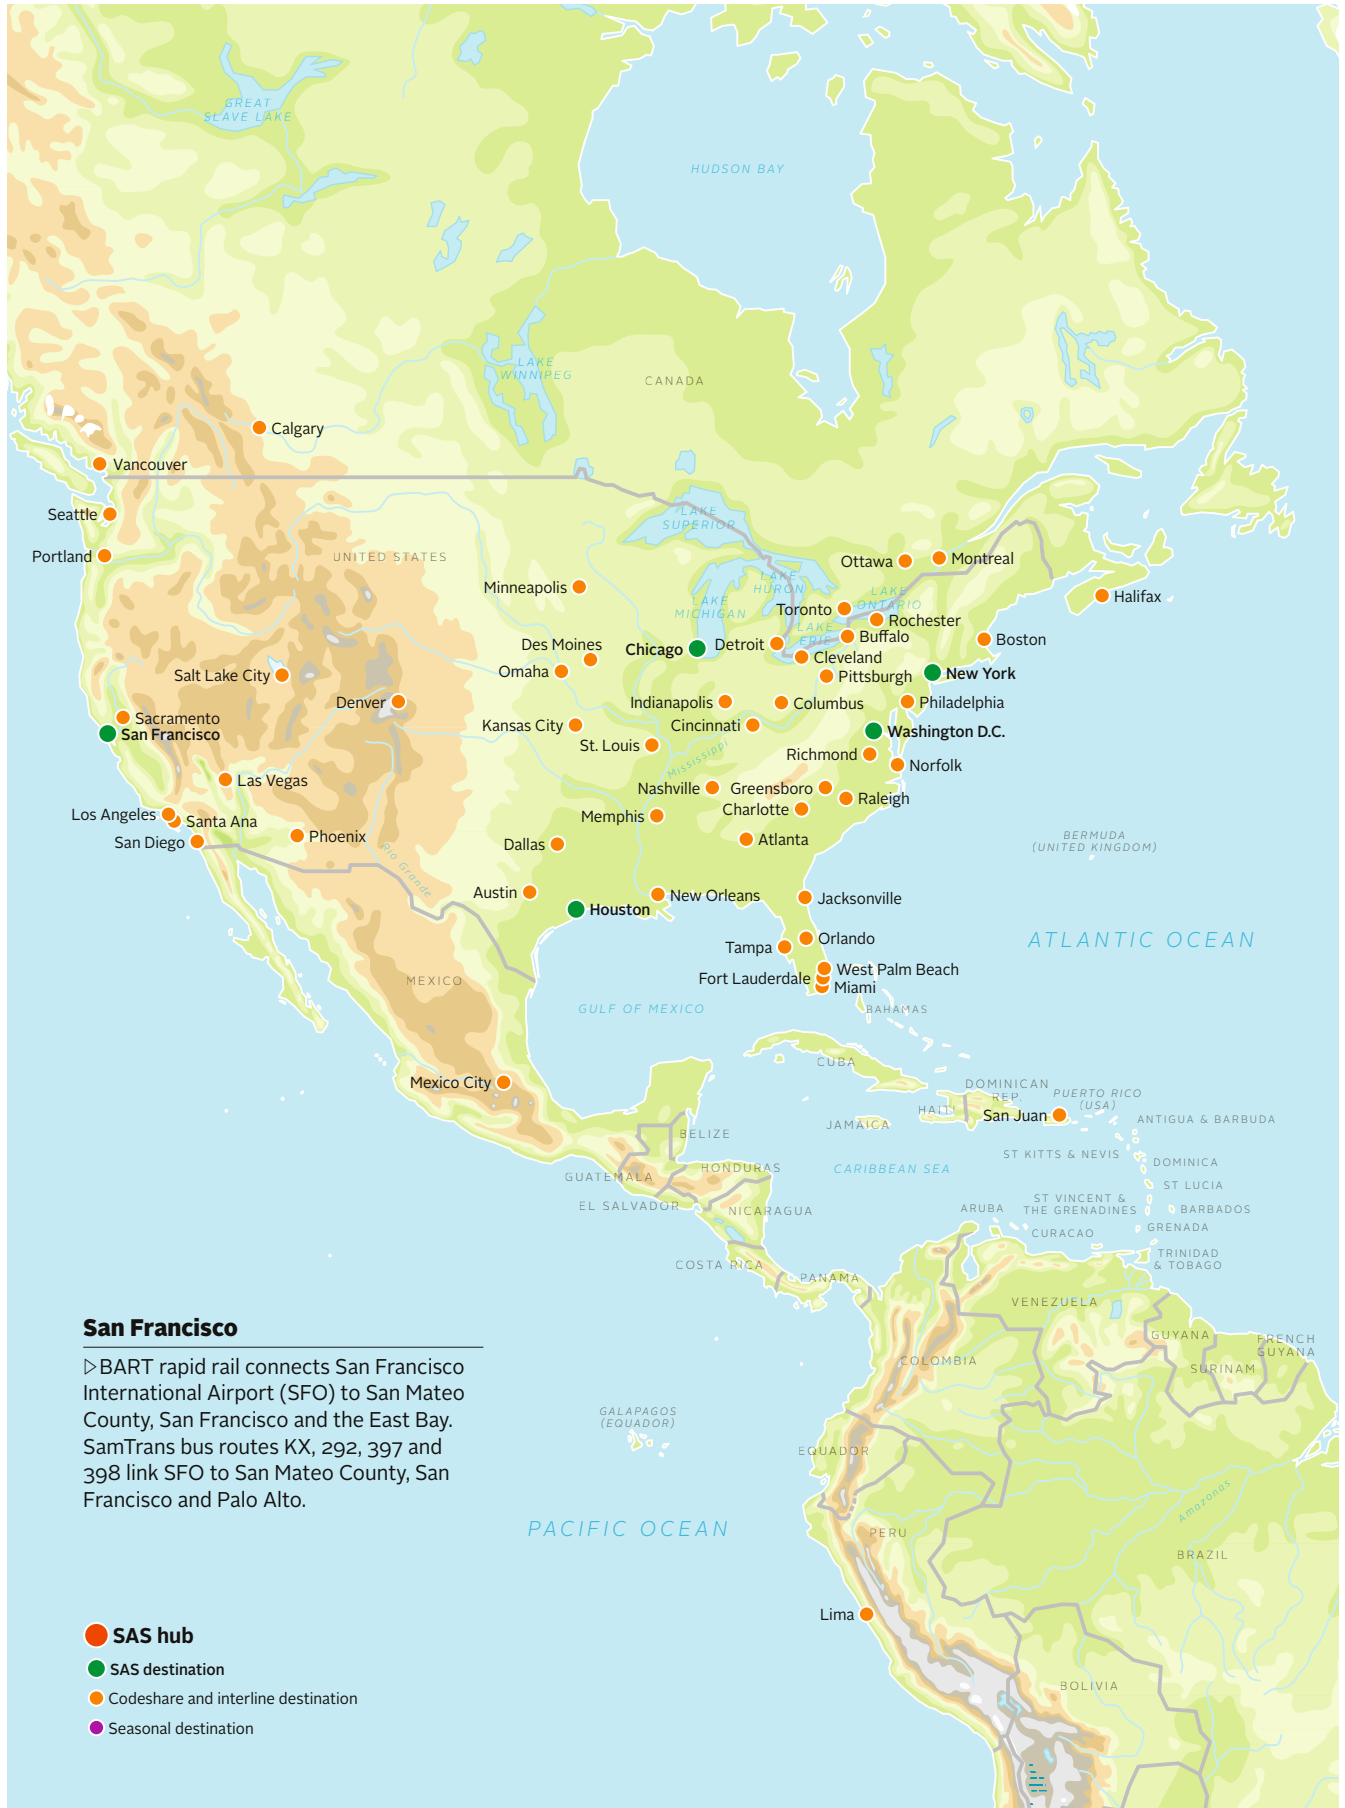 GREAT
SLAVE LAKE
HUDSON BAY
LAKE
WINNIPEG
CANADA
Calgary
Vancouver
Seattle
LAKE
SUPERIOR
Portland
UNITED STATES
Ottawa
Montreal
Minneapolis
LAKE
HURON
LAKE
MICHIGAN
LAKE
ONTARIO
Halifax
Toronto
Rochester
LAKE
ERIE
Buffalo
Boston
Des Moines
Chicago
Detroit
Cleveland
Omaha
Salt Lake City
Pittsburgh
New York
Denver
Indianapolis
Columbus
Philadelphia
Sacramento
San Francisco
Kansas City
Cincinnati
Washington D.C.
St. Louis
Mississippi
Richmond
Norfolk
Las Vegas
Nashville
Greensboro
Raleigh
Los Angeles
Santa Ana
Memphis
Charlotte
San Diego
Phoenix
Rio Grande
Dallas
Atlanta
BERMUDA
(UNITED KINGDOM)
Austin
New Orleans
Jacksonville
Houston
Orlando
Tampa
ATLANTIC OCEAN
West Palm Beach
Fort Lauderdale
Miami
MEXICO
GULF OF MEXICO
BAHAMAS
CUBA
Mexico City
DOMINICAN
REP.
PUERTO RICO
(USA)
HAITI
San Juan
JAMAICA
ANTIGUA & BARBUDA
BELIZE
ST KITTS & NEVIS
DOMINICA
GUATEMALA
HONDURAS
CARIBBEAN SEA
ST LUCIA
EL SALVADOR
NICARAGUA
ARUBA
ST VINCENT &
THE GRENADINES
BARBADOS
CURACAO
GRENADA
COSTA RICA
PANAMA
TRINIDAD
& TOBAGO
VENEZUELA
GUYANA
FRENCH
GUYANA
SURINAM
COLOMBIA
San Francisco
▷BART rapid rail connects San Francisco
International Airport (SFO) to San Mateo
County, San Francisco and the East Bay.
SamTrans bus routes KX, 292, 397 and
398 link SFO to San Mateo County, San
Francisco and Palo Alto.
GALAPAGOS
(EQUADOR)
EQUADOR
Amazonas
PACIFIC OCEAN
PERU
BRAZIL
Lima
BOLIVIA
SAS hub
SAS destination
Codeshare and interline destination
Seasonal destination